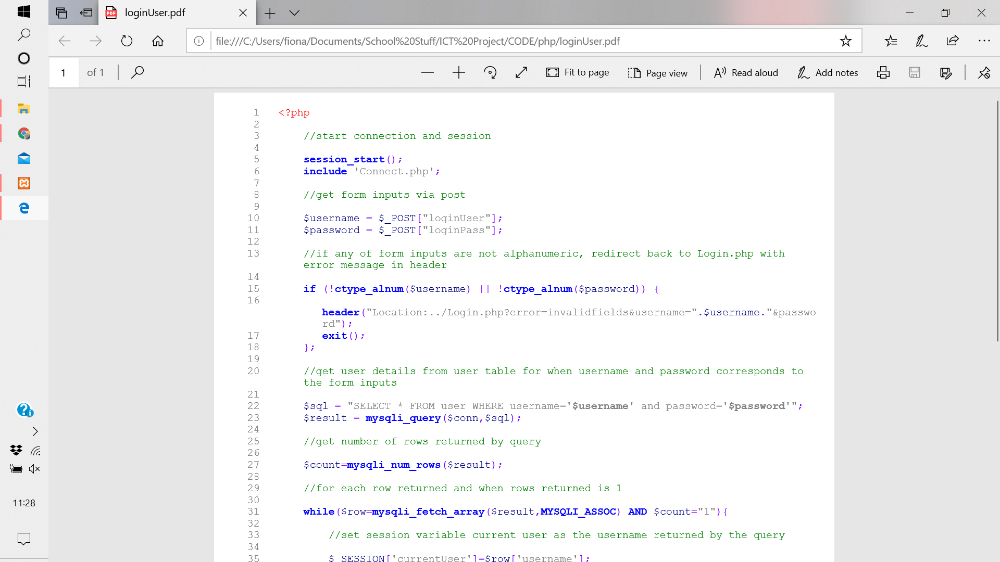 loginUser.pdf
file:///C:/Users/fiona/Documents/School%20Stuff/ICT%20Project/CODE/php/loginUser.pdf
1 of 1 Fit to page Page view Read aloud Add notes
1 <?php
2
3 //start connection and session
4
5 session_start();
6 include 'Connect.php';
7
8 //get form inputs via post
9
10 $username = $_POST["loginUser"];
11 $password = $_POST["loginPass"];
12
13 //if any of form inputs are not alphanumeric, redirect back to Login.php with
error message in header
14
15 if (!ctype_alnum($username) || !ctype_alnum($password)) {
16
header("Location:../Login.php?error=invalidfields&username=".$username."&passwo
rd");
17 exit();
18 };
19
20 //get user details from user table for when username and password corresponds to
the form inputs
21
22 $sql = "SELECT * FROM user WHERE username='$username' and password='$password'";
23 $result = mysqli_query($conn,$sql);
24
25 //get number of rows returned by query
26
27 $count=mysqli_num_rows($result);
28
29 //for each row returned and when rows returned is 1
30
31 while($row=mysqli_fetch_array($result,MYSQLI_ASSOC) AND $count="1"){
32
33 //set session variable current user as the username returned by the query
34
35 $_SESSION['currentUser']=$row['username'];
11:28